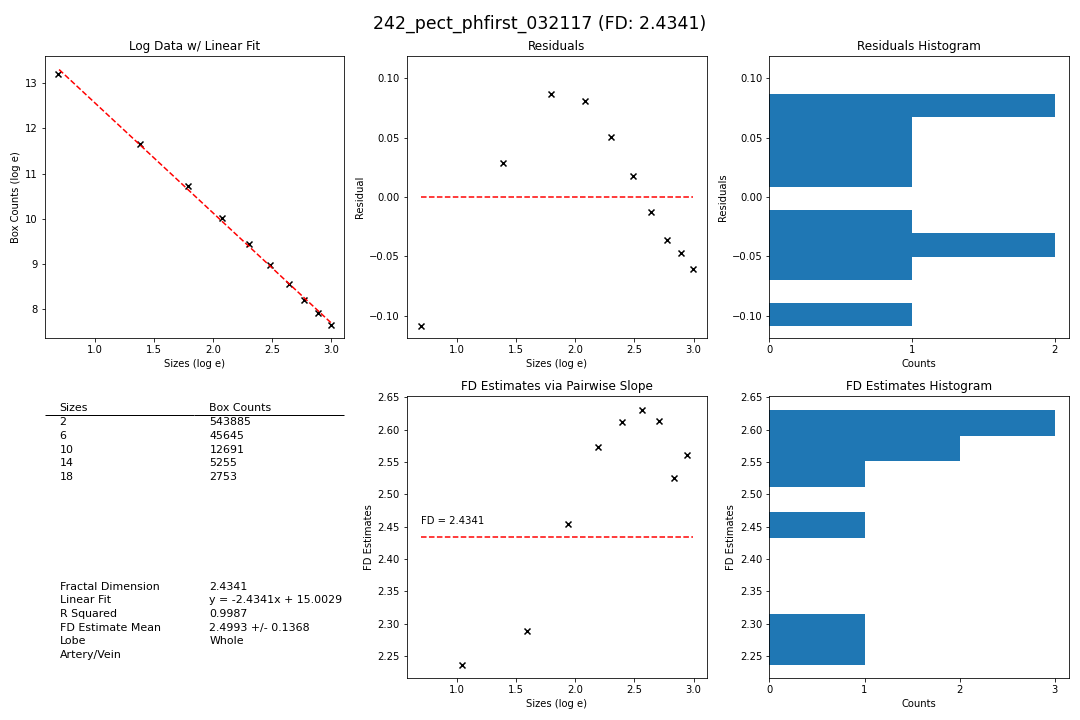 242_pect_phfirst_032117 (FD: 2.4341)
Log Data w/ Linear Fit
Box Counts (log e)
13
12
11
10
9
8
1.0 1.5 2.0 2.5 3.0
Sizes (log e)
Residuals
Residual
0.10
0.05
0.00
−0.05
−0.10
1.0 1.5 2.0 2.5 3.0
Sizes (log e)
Residuals Histogram
Residuals
0.10
0.05
0.00
−0.05
−0.10
0 1 2
Counts
Sizes Box Counts
2 543885
6 45645
10 12691
14 5255
18 2753
Fractal Dimension 2.4341
Linear Fit y = -2.4341x + 15.0029
R Squared 0.9987
FD Estimate Mean 2.4993 +/- 0.1368
Lobe Whole
Artery/Vein
FD Estimates via Pairwise Slope
FD Estimates
2.65
2.60
2.55
2.50
2.45
2.40
2.35
2.30
2.25
FD = 2.4341
1.0 1.5 2.0 2.5 3.0
Sizes (log e)
FD Estimates Histogram
FD Estimates
2.65
2.60
2.55
2.50
2.45
2.40
2.35
2.30
2.25
0 1 2 3
Counts